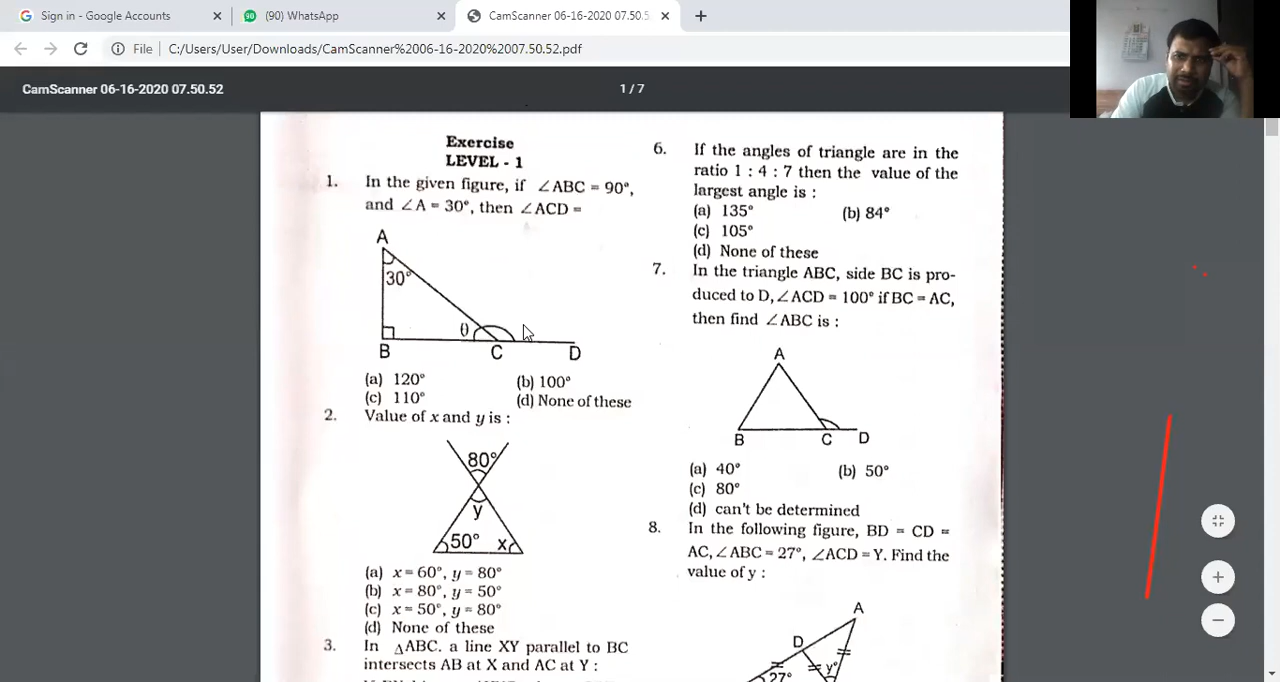 Sign in - Google Accounts
(90) WhatsApp
CamScanner 06-16-2020 07.50.5
File
C:/Users/User/Downloads/CamScanner%2006-16-2020%2007.50.52.pdf
CamScanner 06-16-2020 07.50.52
1 / 7
Exercise
LEVEL - 1
1. In the given figure, if ∠ABC = 90°,
and ∠A = 30°, then ∠ACD =
A
30°
θ
B
C
D
(a) 120°
(b) 100°
(c) 110°
(d) None of these
2. Value of x and y is :
80°
y
50°
x
(a) x = 60°, y = 80°
(b) x = 80°, y = 50°
(c) x = 50°, y = 80°
(d) None of these
3. In △ABC. a line XY parallel to BC
intersects AB at X and AC at Y :
6. If the angles of triangle are in the
ratio 1 : 4 : 7 then the value of the
largest angle is :
(a) 135°
(b) 84°
(c) 105°
(d) None of these
7. In the triangle ABC, side BC is pro-
duced to D, ∠ACD = 100° if BC = AC,
then find ∠ABC is :
A
B
C
D
(a) 40°
(b) 50°
(c) 80°
(d) can't be determined
8. In the following figure, BD = CD =
AC, ∠ABC = 27°, ∠ACD = Y. Find the
value of y :
A
D
27°
y°